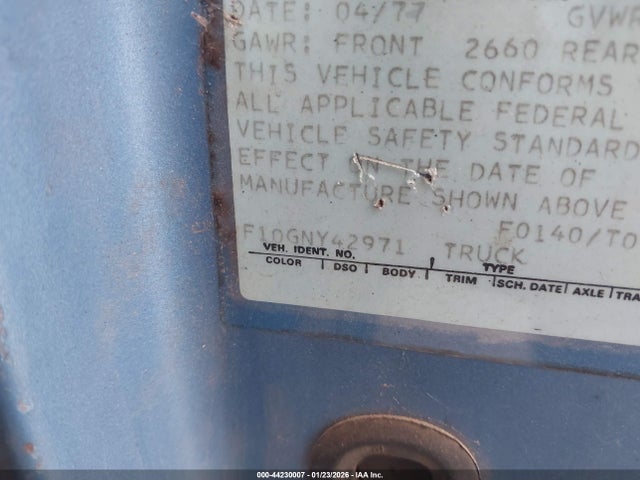 DATE: 04/77 GVWR
GAWR: FRONT 2660 REAR
THIS VEHICLE CONFORMS
ALL APPLICABLE FEDERAL
VEHICLE SAFETY STANDARD
EFFECT IN THE DATE OF
MANUFACTURE SHOWN ABOVE
F0140/T0
F10GNY42971 TRUCK
VEH. IDENT. NO. TYPE
COLOR DSO BODY TRIM SCH. DATE AXLE TRA
000-44230007 - 01/23/2026 - © IAA Inc.